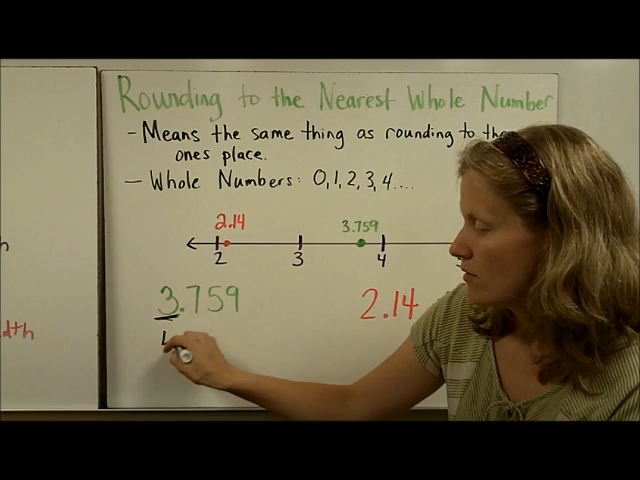 Rounding to the Nearest Whole Number
- Means the same thing as rounding to the
ones place.
- Whole Numbers: 0, 1, 2, 3, 4....
2.14 3.759
2 3 4
3.759 2.14